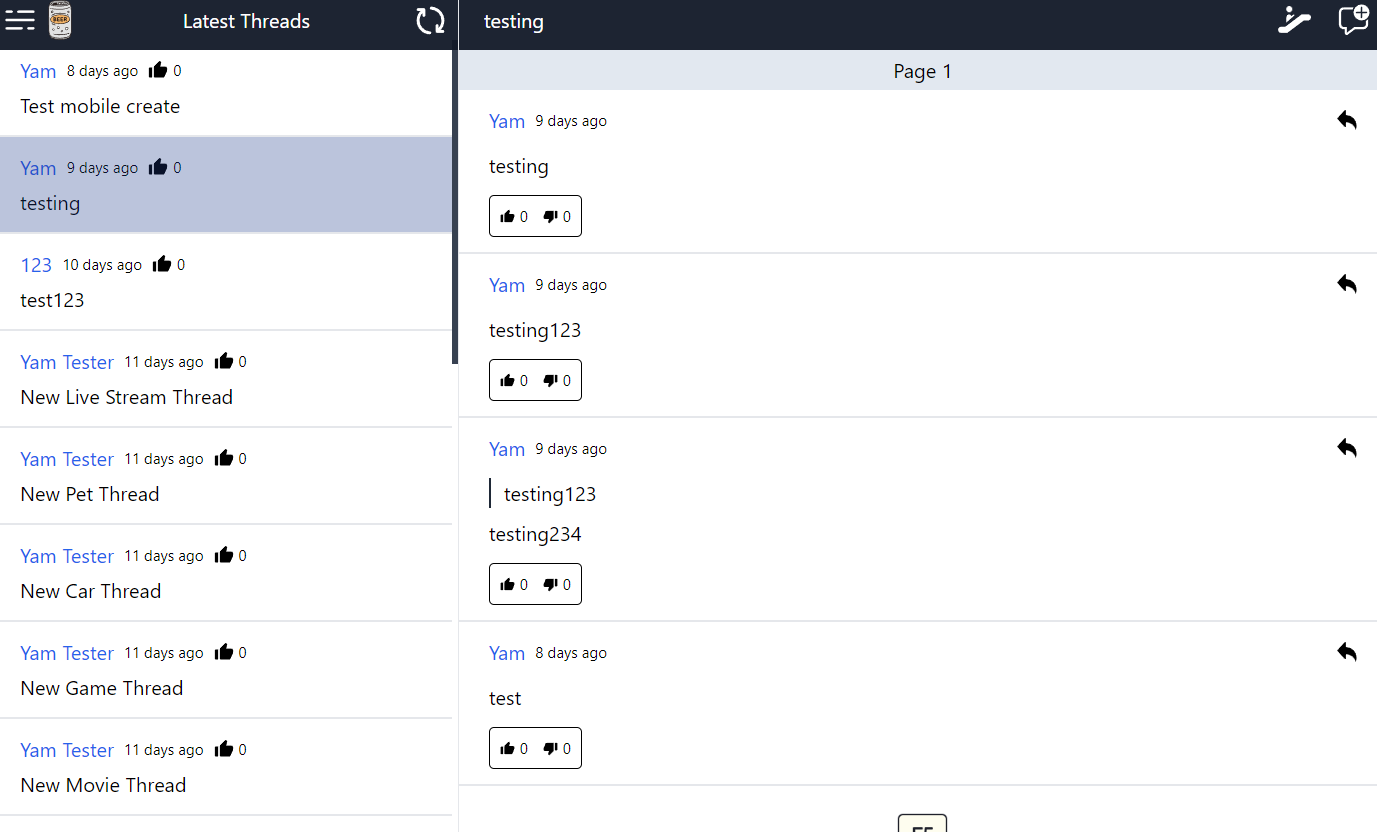 BEER
Latest Threads
Yam 8 days ago 0
Test mobile create
Yam 9 days ago 0
testing
123 10 days ago 0
test123
Yam Tester 11 days ago 0
New Live Stream Thread
Yam Tester 11 days ago 0
New Pet Thread
Yam Tester 11 days ago 0
New Car Thread
Yam Tester 11 days ago 0
New Game Thread
Yam Tester 11 days ago 0
New Movie Thread
testing
Page 1
Yam 9 days ago
testing
0 0
Yam 9 days ago
testing123
0 0
Yam 9 days ago
testing123
testing234
0 0
Yam 8 days ago
test
0 0